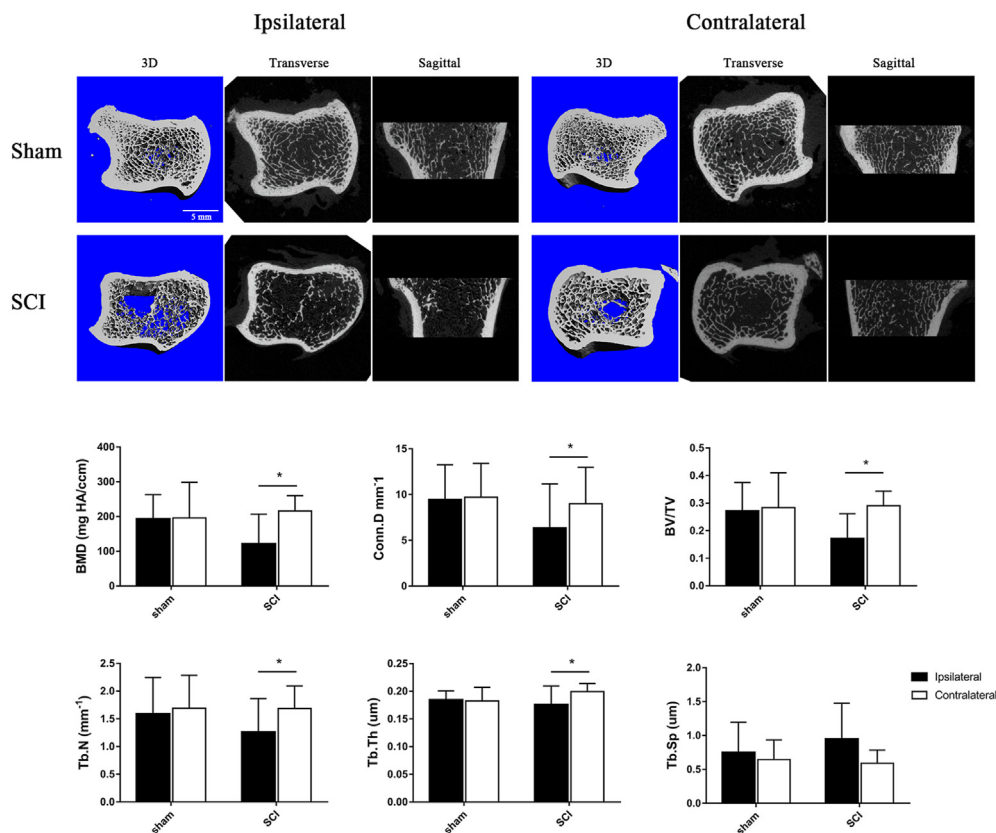 Ipsilateral Contralateral
3D Transverse Sagittal 3D Transverse Sagittal
Sham
5 mm
SCI
BMD (mg HA/ccm)
400
300
200
100
0
sham SCI
*
Conn.D mm⁻¹
15
10
5
0
sham SCI
*
BV/TV
0.5
0.4
0.3
0.2
0.1
0.0
sham SCI
*
Tb.N (mm⁻¹)
2.5
2.0
1.5
1.0
0.5
0.0
sham SCI
*
Tb.Th (um)
0.25
0.20
0.15
0.10
0.05
0.00
sham SCI
*
Tb.Sp (um)
2.0
1.5
1.0
0.5
0.0
sham SCI
Ipsilateral
Contralateral